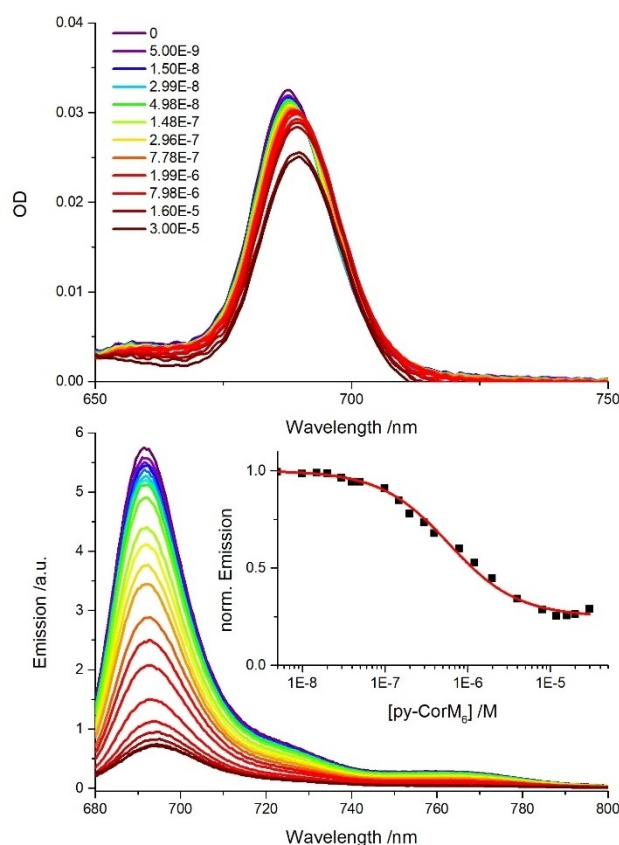 0.04
0.03
0.02
0.01
0.00
OD
0
5.00E-9
1.50E-8
2.99E-8
4.98E-8
1.48E-7
2.96E-7
7.78E-7
1.99E-6
7.98E-6
1.60E-5
3.00E-5
650 700 750
Wavelength /nm
6
5
4
3
2
1
0
Emission /a.u.
1.0
0.5
0.0
norm. Emission
1E-8 1E-7 1E-6 1E-5
[py-CorM6] /M
680 700 720 740 760 780 800
Wavelength /nm